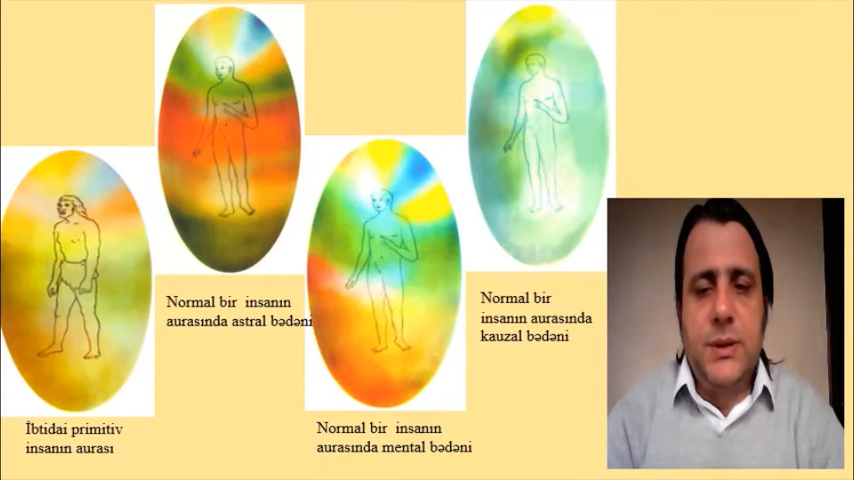 Normal bir insanın
aurasında astral bədəni
Normal bir
insanın aurasında
kauzal bədəni
İbtidai primitiv
insanın aurası
Normal bir insanın
aurasında mental bədəni